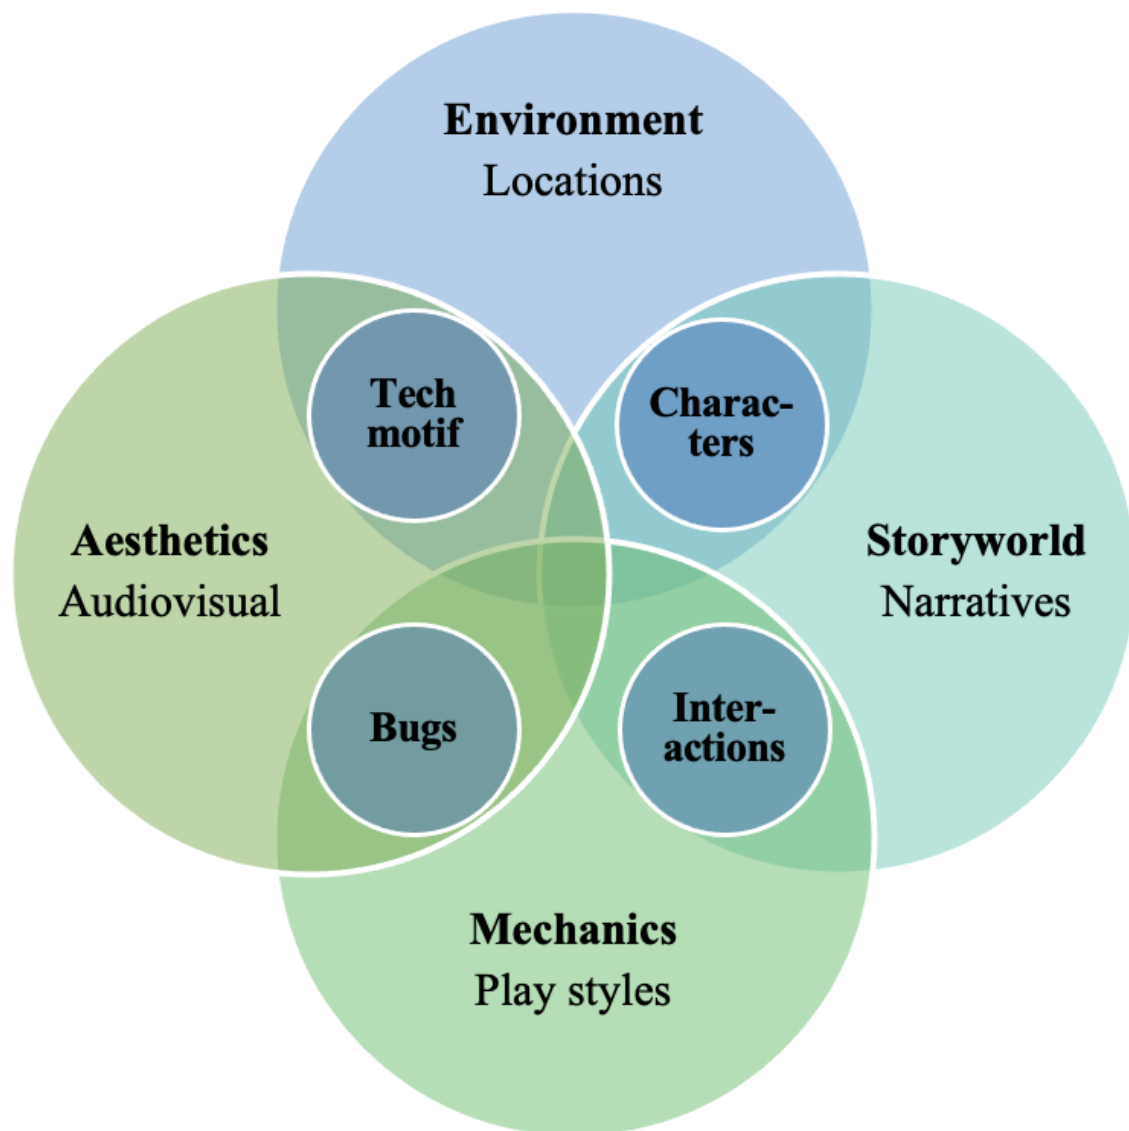 Environment
Locations
Tech
motif
Charac-
ters
Aesthetics
Audiovisual
Storyworld
Narratives
Bugs
Inter-
actions
Mechanics
Play styles